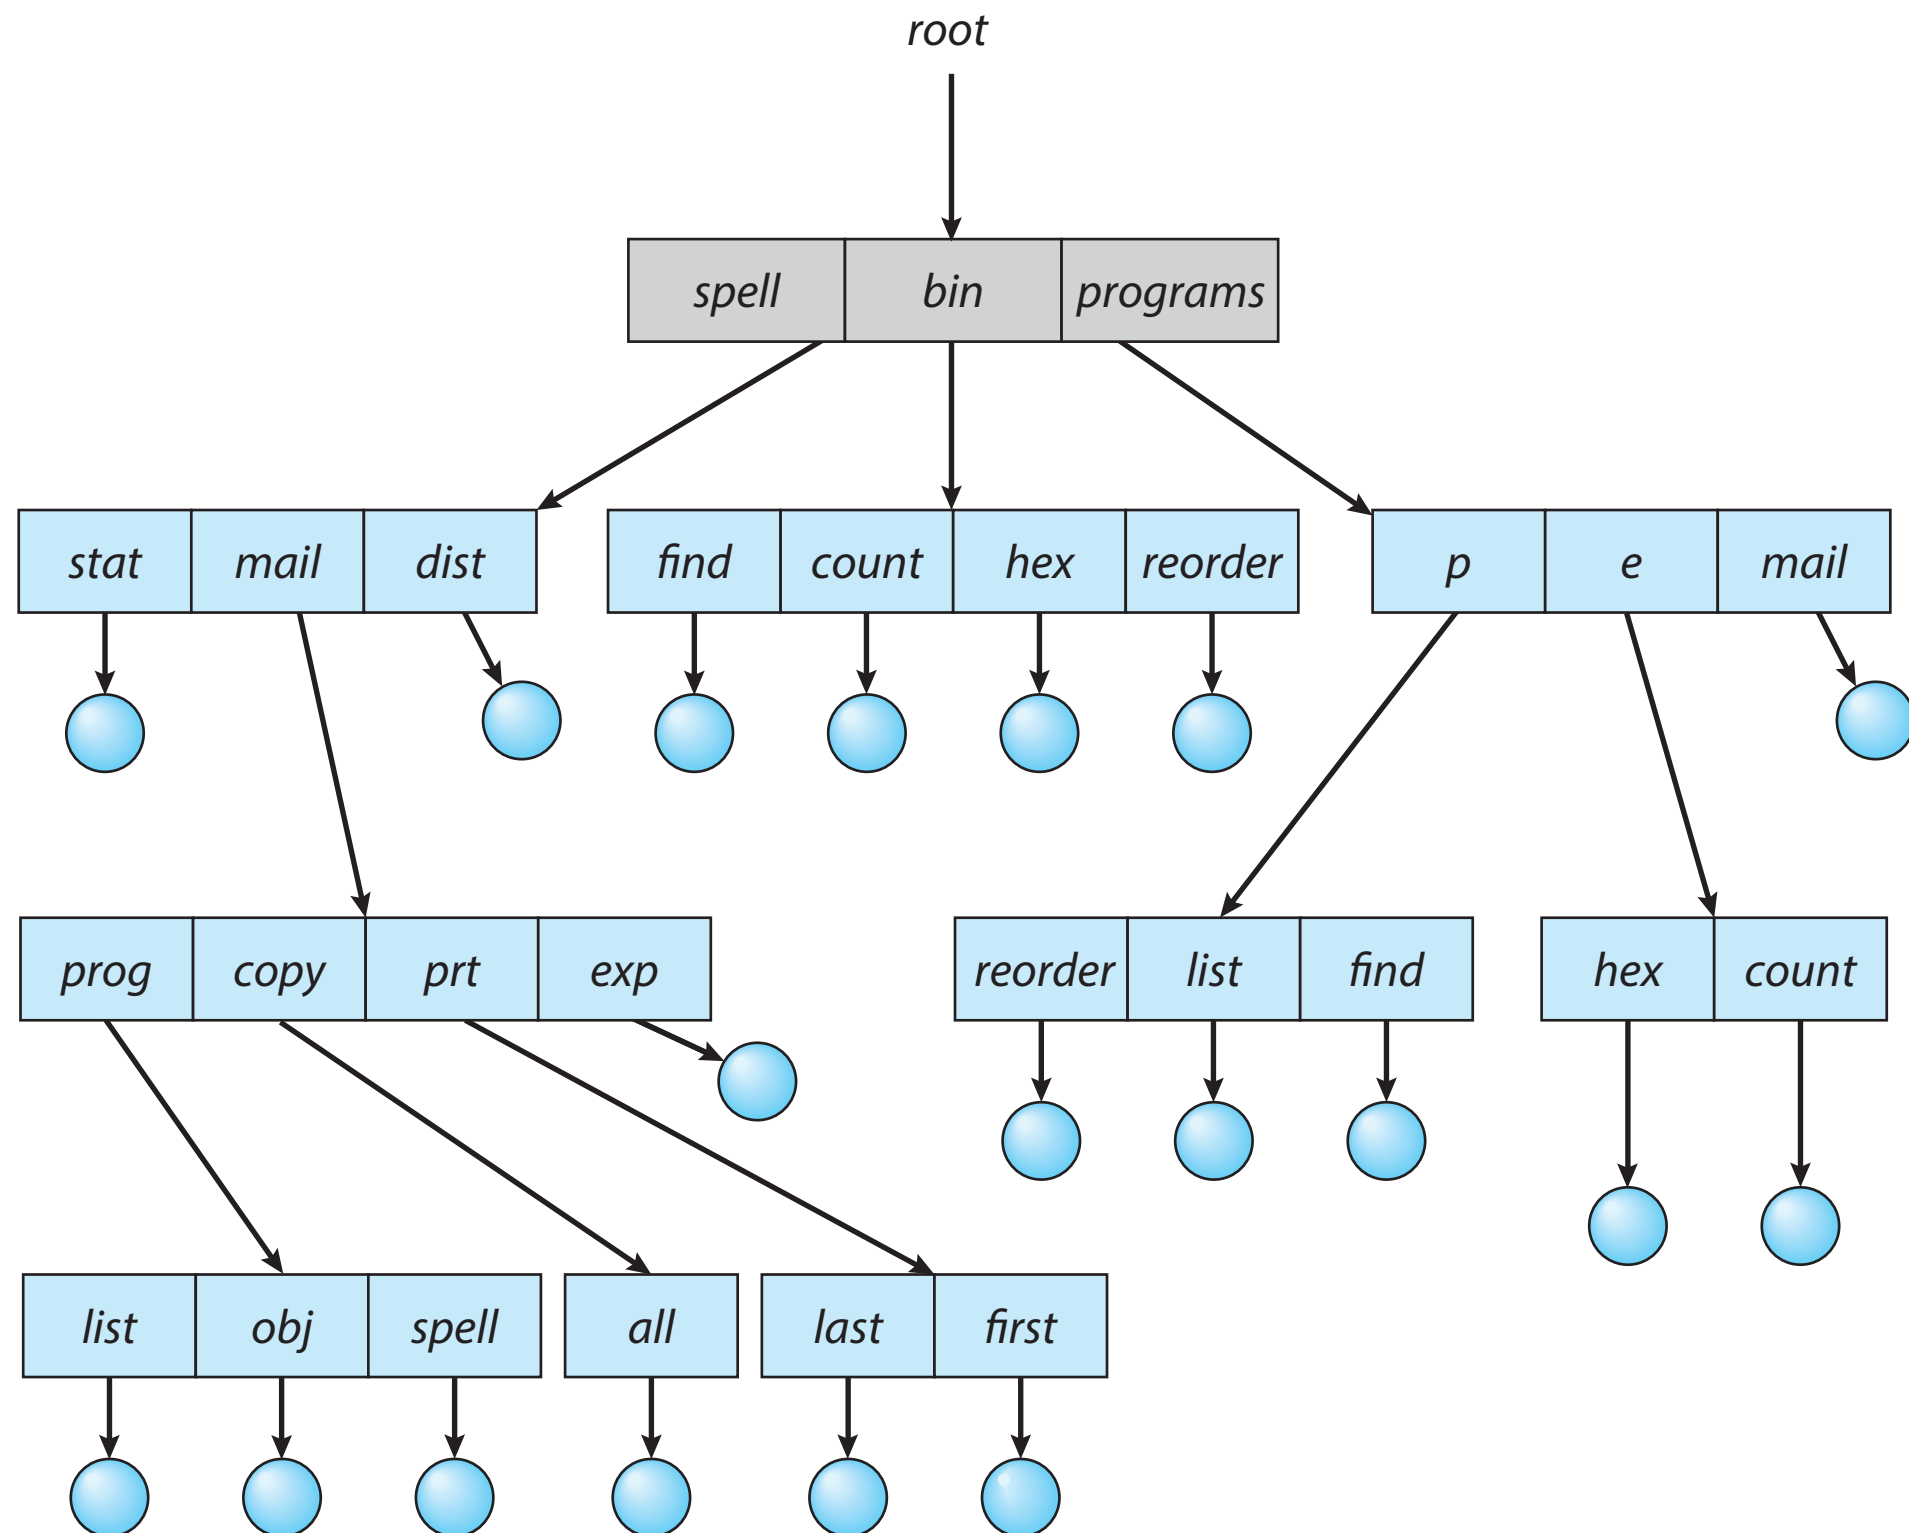 root
spell bin programs
stat mail dist find count hex reorder p e mail
prog copy prt exp reorder list find hex count
list obj spell all last first